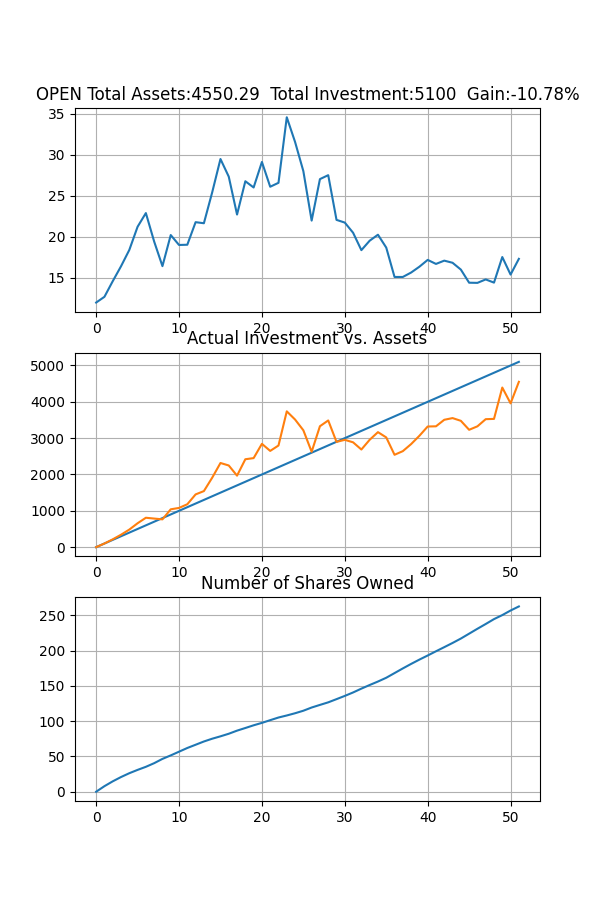 OPEN Total Assets:4550.29  Total Investment:5100  Gain:-10.78%
35
30
25
20
15
0 10 20 30 40 50
Actual Investment vs. Assets
5000
4000
3000
2000
1000
0
0 10 20 30 40 50
Number of Shares Owned
250
200
150
100
50
0
0 10 20 30 40 50